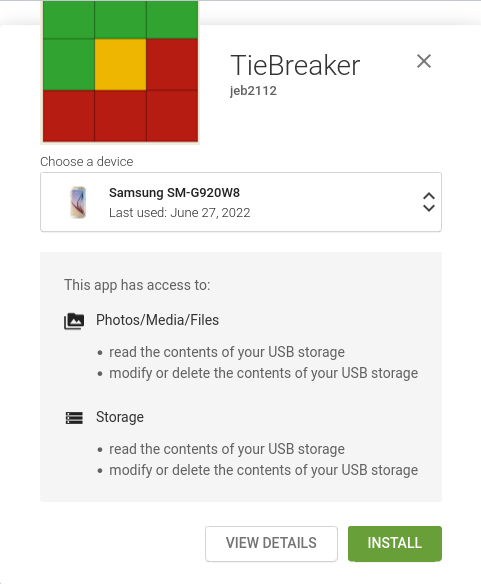 TieBreaker
jeb2112
Choose a device
Samsung SM-G920W8
Last used: June 27, 2022
This app has access to:
Photos/Media/Files
• read the contents of your USB storage
• modify or delete the contents of your USB storage
Storage
• read the contents of your USB storage
• modify or delete the contents of your USB storage
VIEW DETAILS
INSTALL